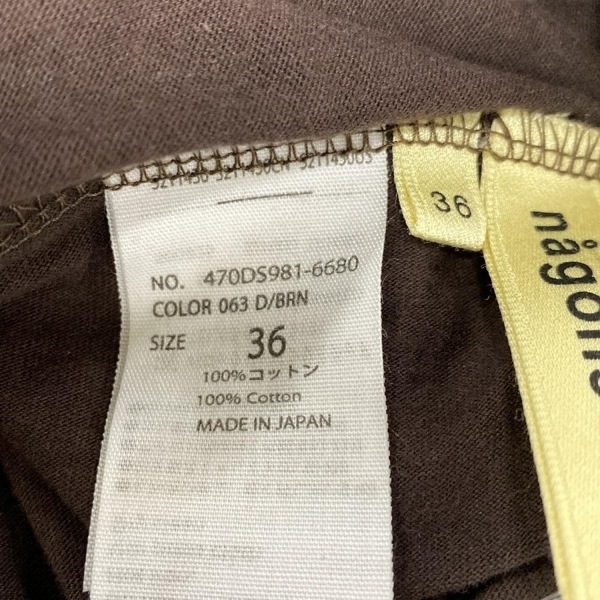 NO. 470DS981-6680
COLOR 063 D/BRN
SIZE 36
100%コットン
100% Cotton
MADE IN JAPAN
36